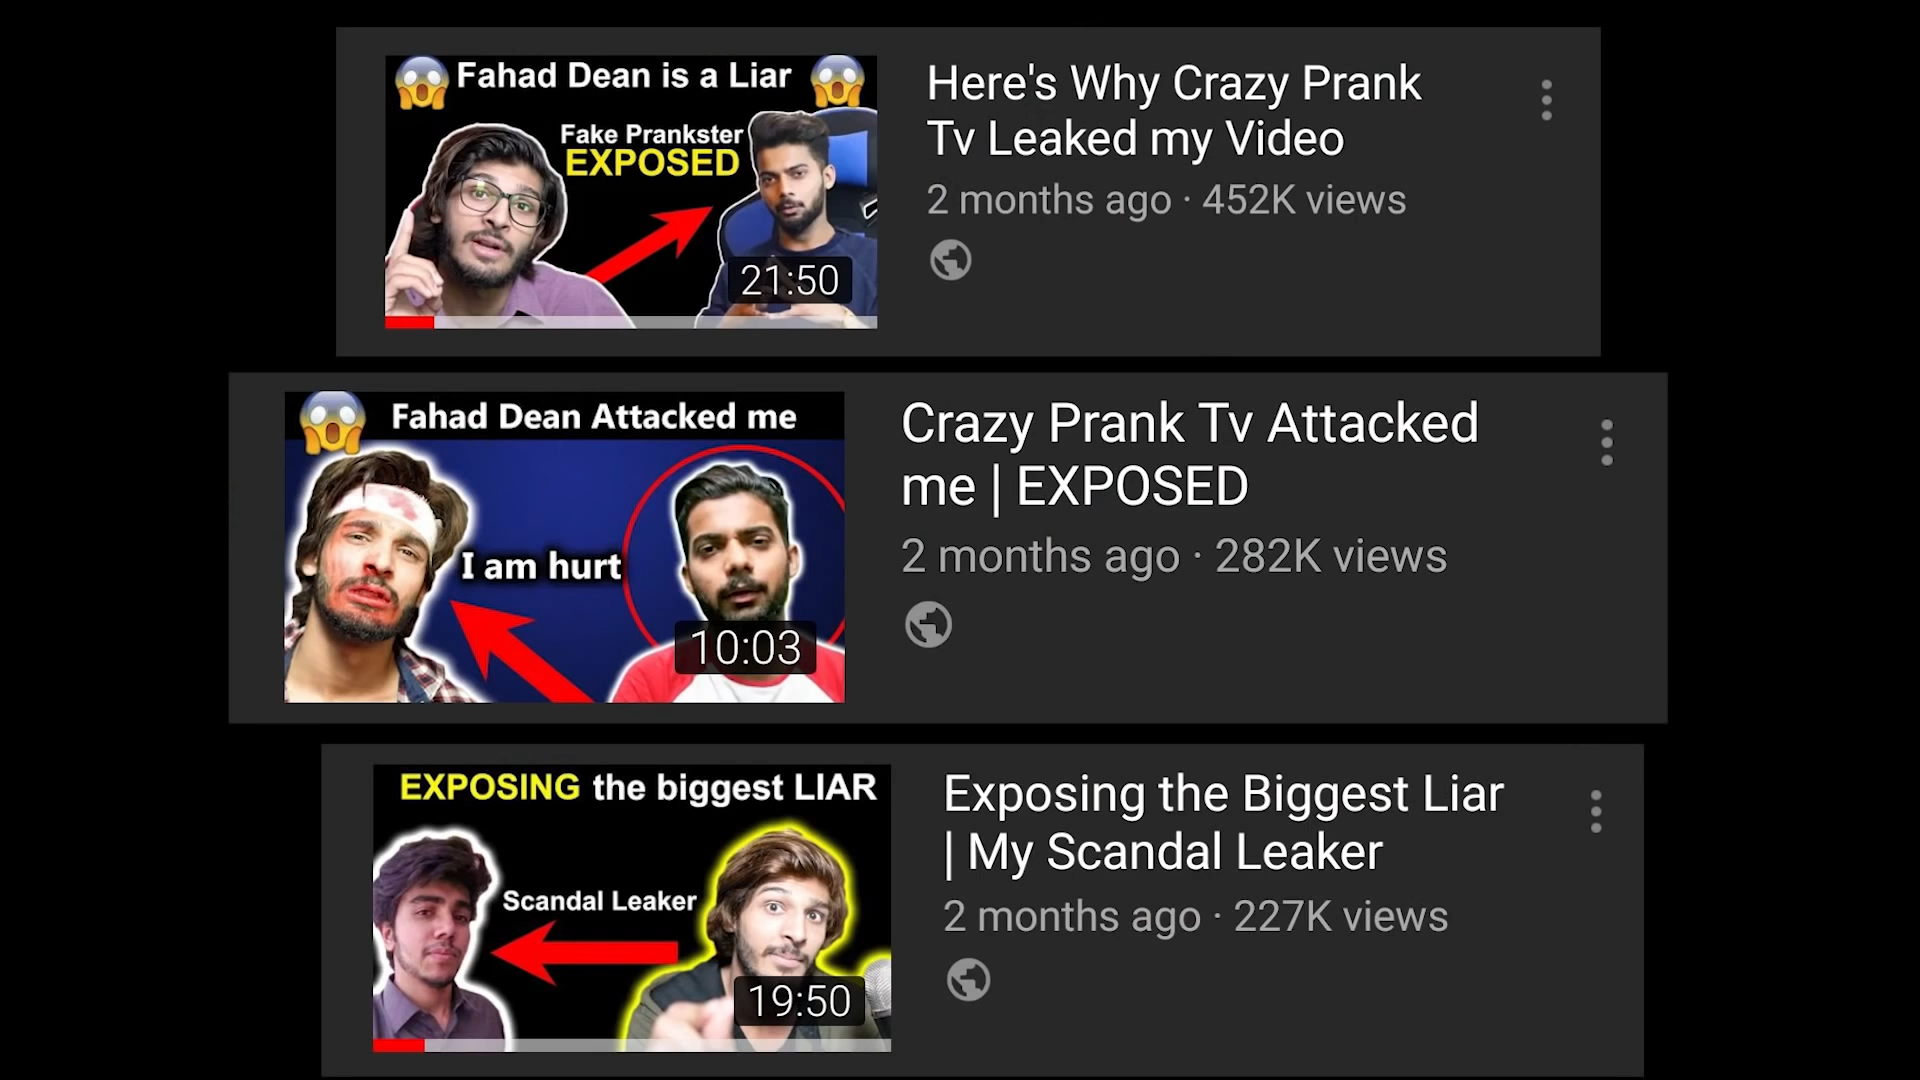 Fahad Dean is a Liar
Fake Prankster
EXPOSED
21:50
Here's Why Crazy Prank
Tv Leaked my Video
2 months ago · 452K views
Fahad Dean Attacked me
I am hurt
10:03
Crazy Prank Tv Attacked
me | EXPOSED
2 months ago · 282K views
EXPOSING the biggest LIAR
Scandal Leaker
19:50
Exposing the Biggest Liar
| My Scandal Leaker
2 months ago · 227K views